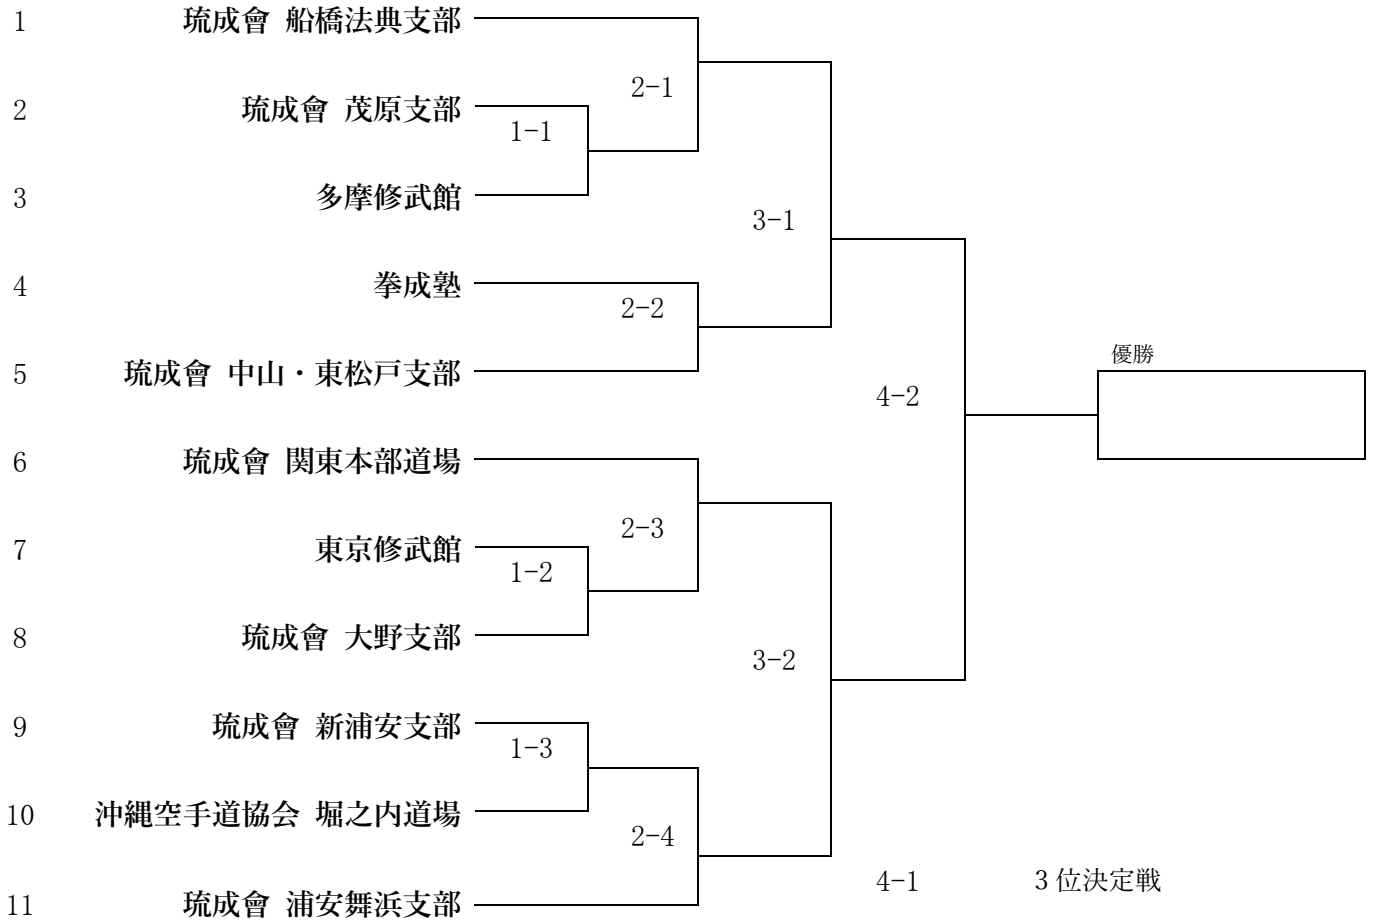 1 琉成會 船橋法典支部
2-1
2 琉成會 茂原支部
1-1
3 多摩修武館
3-1
4 拳成塾
2-2
優勝
5 琉成會 中山・東松戸支部
4-2
6 琉成會 関東本部道場
2-3
7 東京修武館
1-2
8 琉成會 大野支部
3-2
9 琉成會 新浦安支部
1-3
10 沖縄空手道協会 堀之内道場
2-4
4-1 3位決定戦
11 琉成會 浦安舞浜支部